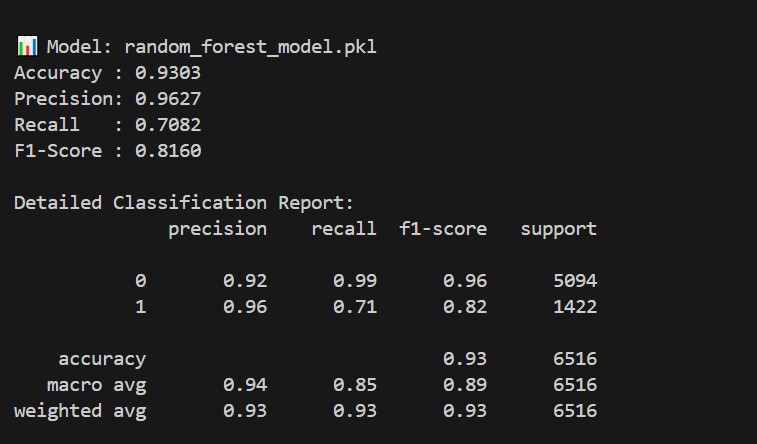 📊 Model: random_forest_model.pkl
Accuracy : 0.9303
Precision: 0.9627
Recall   : 0.7082
F1-Score : 0.8160
Detailed Classification Report:
              precision    recall  f1-score   support
           0       0.92      0.99      0.96      5094
           1       0.96      0.71      0.82      1422
    accuracy                           0.93      6516
   macro avg       0.94      0.85      0.89      6516
weighted avg       0.93      0.93      0.93      6516